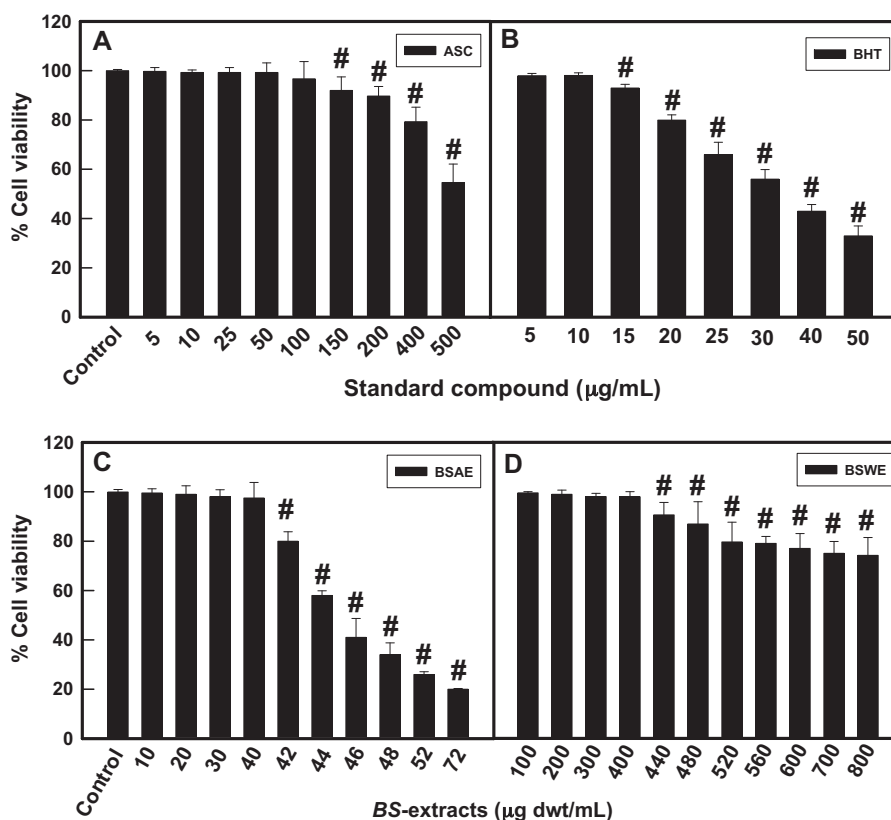 A
ASC
# # # #
B
BHT
# # # # # #
% Cell viability
120
100
80
60
40
20
0
Control 5 10 25 50 100 150 200 400 500
5 10 15 20 25 30 40 50
Standard compound (μg/mL)
C
BSAE
# # # # # #
D
BSWE
# # # # # # #
% Cell viability
120
100
80
60
40
20
0
Control 10 20 30 40 42 44 46 48 52 72
100 200 300 400 440 480 520 560 600 700 800
BS-extracts (μg dwt/mL)